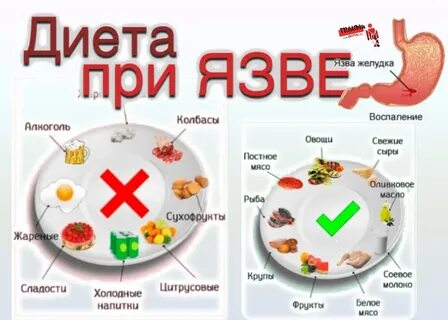 Диета
при ЯЗВЕ
Язва желудка
Воспаление
Алкоголь
Колбасы
Сухофрукты
Цитрусовые
Холодные
напитки
Сладости
Жареные
Овощи
Свежие
сыры
Оливковое
масло
Соевое
молоко
Белое
мясо
Фрукты
Крупы
Рыба
Постное
мясо